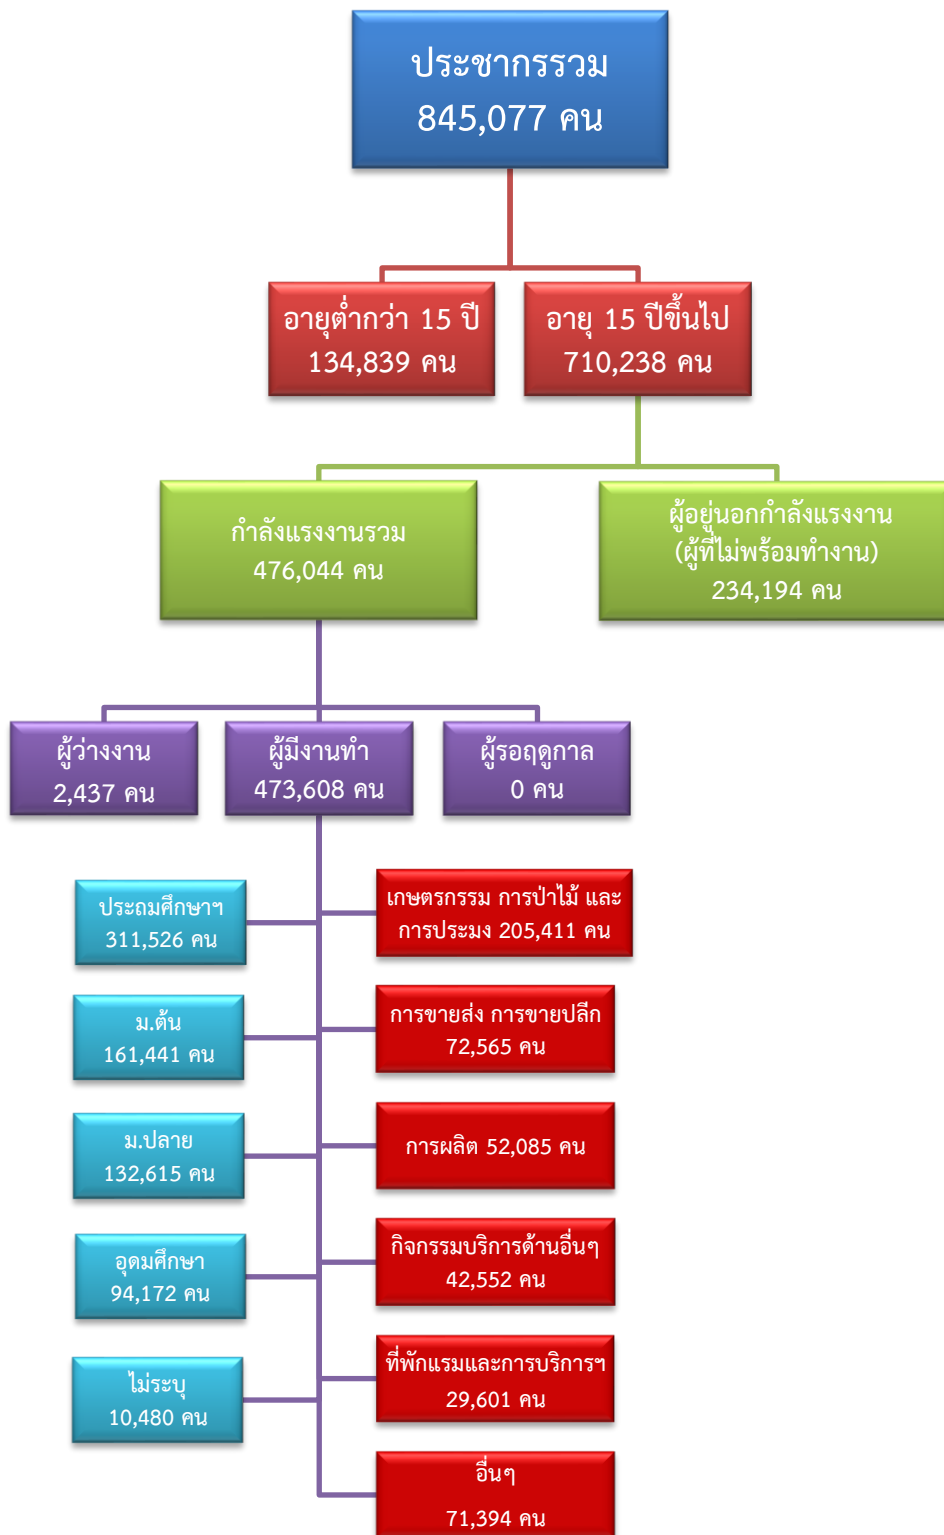 ประชากรรวม
845,077 คน
อายุต่ำกว่า 15 ปี
134,839 คน
อายุ 15 ปีขึ้นไป
710,238 คน
กำลังแรงงานรวม
476,044 คน
ผู้อยู่นอกกำลังแรงงาน
(ผู้ที่ไม่พร้อมทำงาน)
234,194 คน
ผู้ว่างงาน
2,437 คน
ผู้มีงานทำ
473,608 คน
ผู้รอฤดูกาล
0 คน
ประถมศึกษาฯ
311,526 คน
ม.ต้น
161,441 คน
ม.ปลาย
132,615 คน
อุดมศึกษา
94,172 คน
ไม่ระบุ
10,480 คน
เกษตรกรรม การป่าไม้ และ
การประมง 205,411 คน
การขายส่ง การขายปลีก
72,565 คน
การผลิต 52,085 คน
กิจกรรมบริการด้านอื่นๆ
42,552 คน
ที่พักแรมและการบริการฯ
29,601 คน
อื่นๆ
71,394 คน